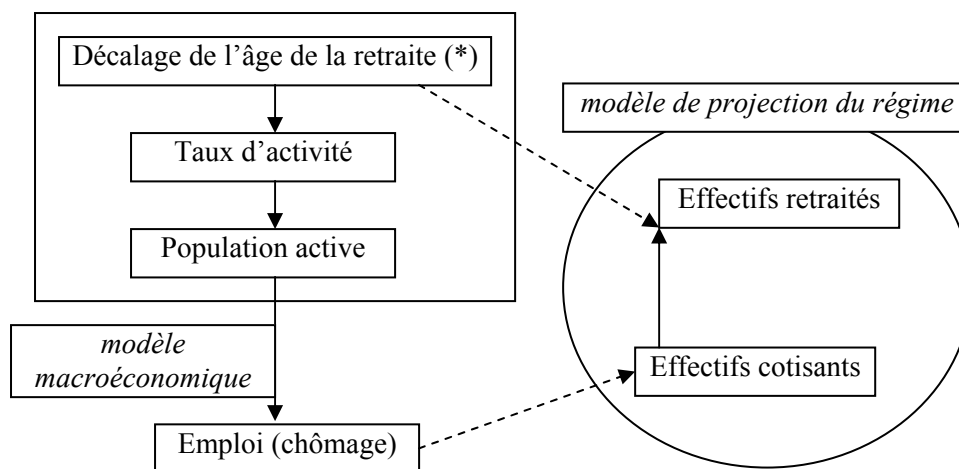 Décalage de l’âge de la retraite (*)
Taux d’activité
Population active
modèle
macroéconomique
Emploi (chômage)
modèle de projection du régime
Effectifs retraités
Effectifs cotisants